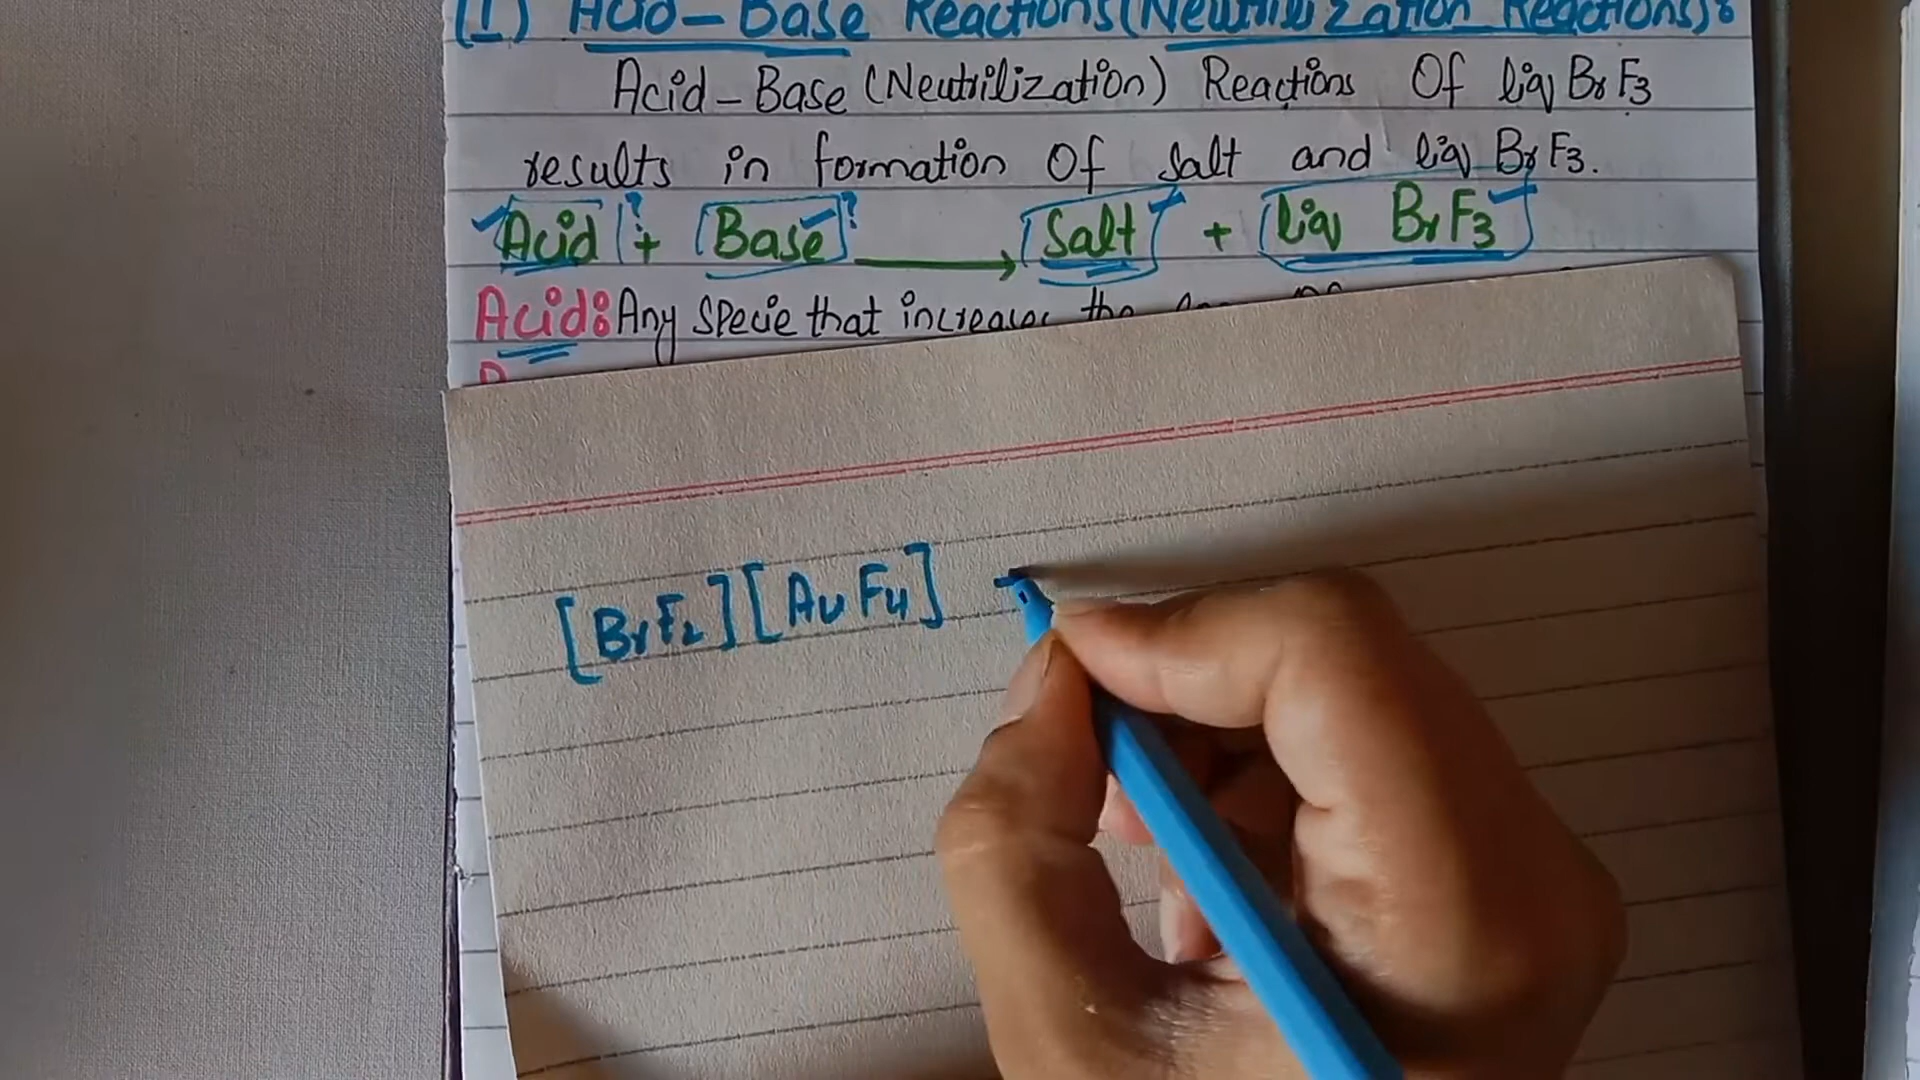 (1) Acid-Base Reactions (Neutrilization Reactions):
Acid-Base (Neutrilization) Reactions Of liq BrF3
results in formation Of Salt and liq BrF3.
Acid ? + Base ? → Salt + liq BrF3
Acid: Any specie that increases the
[BrF2][AuF4]